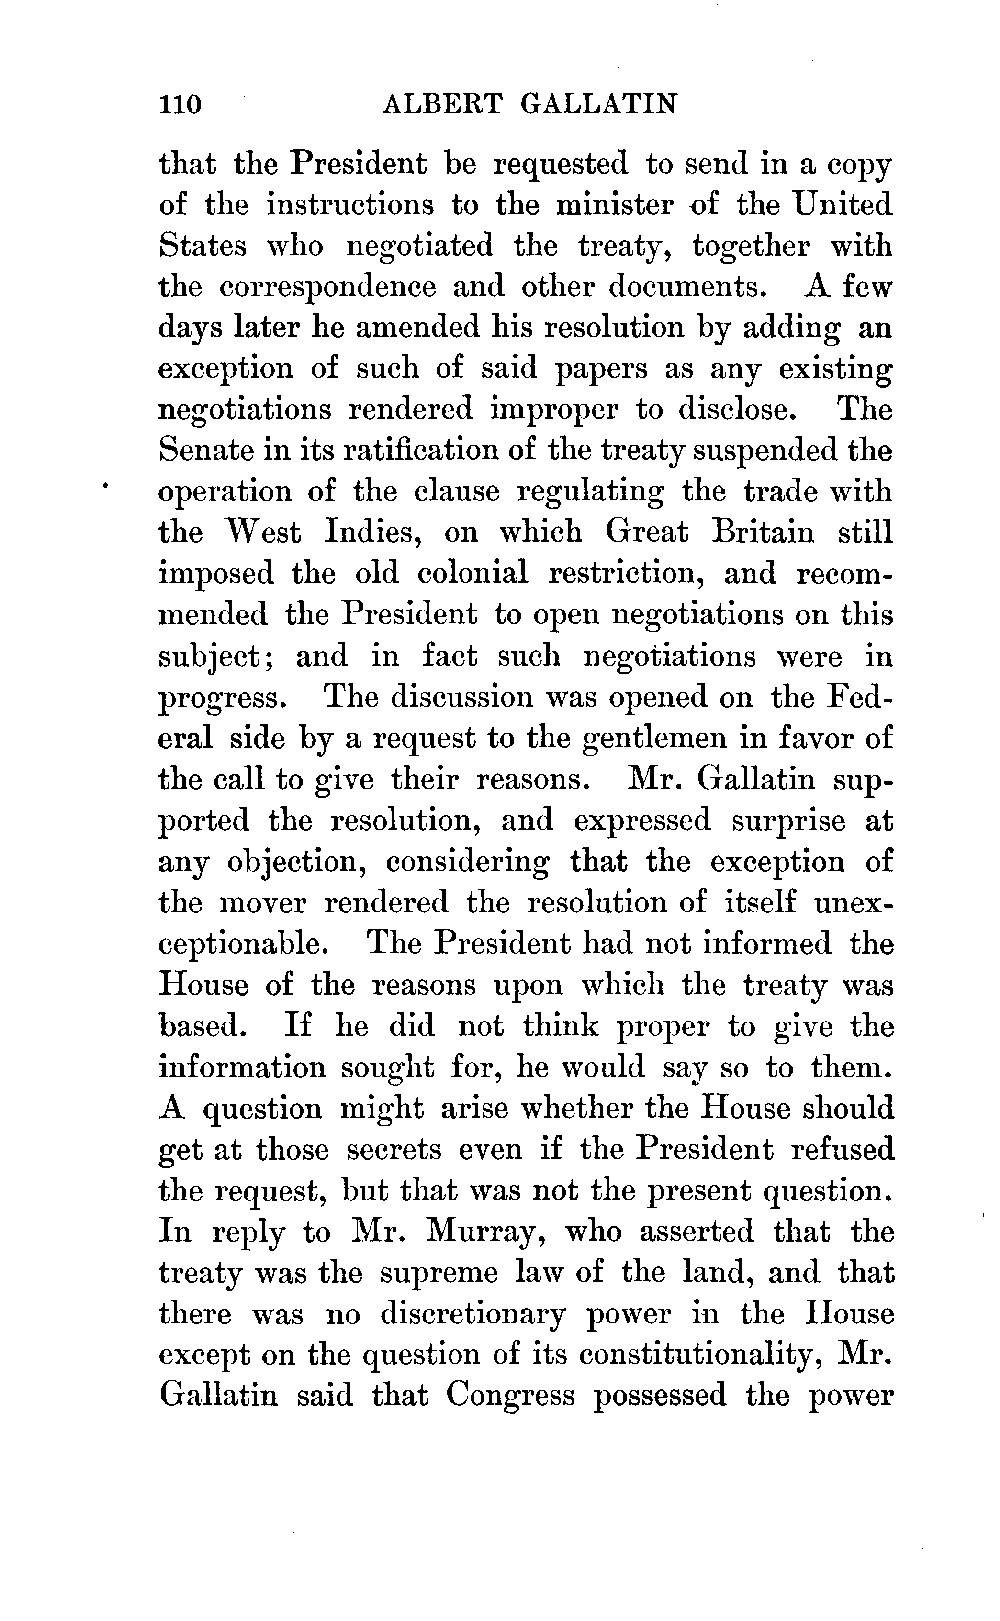 110 ALBERT GALLATIN
that the President be requested to send in a copy
of the instructions to the minister of the United
States who negotiated the treaty, together with
the correspondence and other documents. A few
days later he amended his resolution by adding an
exception of such of said papers as any existing
negotiations rendered improper to disclose. The
Senate in its ratification of the treaty suspended the
operation of the clause regulating the trade with
the West Indies, on which Great Britain still
imposed the old colonial restriction, and recom-
mended the President to open negotiations on this
subject; and in fact such negotiations were in
progress. The discussion was opened on the Fed-
eral side by a request to the gentlemen in favor of
the call to give their reasons. Mr. Gallatin sup-
ported the resolution, and expressed surprise at
any objection, considering that the exception of
the mover rendered the resolution of itself unex-
ceptionable. The President had not informed the
House of the reasons upon which the treaty was
based. If he did not think proper to give the
information sought for, he would say so to them.
A question might arise whether the House should
get at those secrets even if the President refused
the request, but that was not the present question.
In reply to Mr. Murray, who asserted that the
treaty was the supreme law of the land, and that
there was no discretionary power in the House
except on the question of its constitutionality, Mr.
Gallatin said that Congress possessed the power